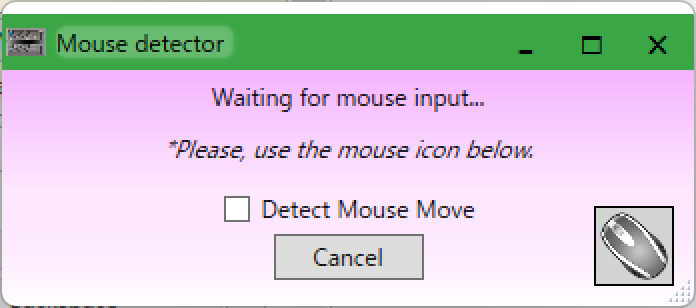 Mouse detector
Waiting for mouse input...
*Please, use the mouse icon below.
Detect Mouse Move
Cancel